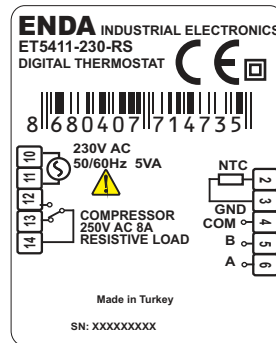 ENDA INDUSTRIAL ELECTRONICS
ET5411-230-RS
DIGITAL THERMOSTAT
CE
8 680407 714735
10
11
12
13
14
230V AC
50/60Hz 5VA
COMPRESSOR
250V AC 8A
RESISTIVE LOAD
NTC
GND
COM
B
A
2
3
4
5
6
Made in Turkey
SN: XXXXXXXXX